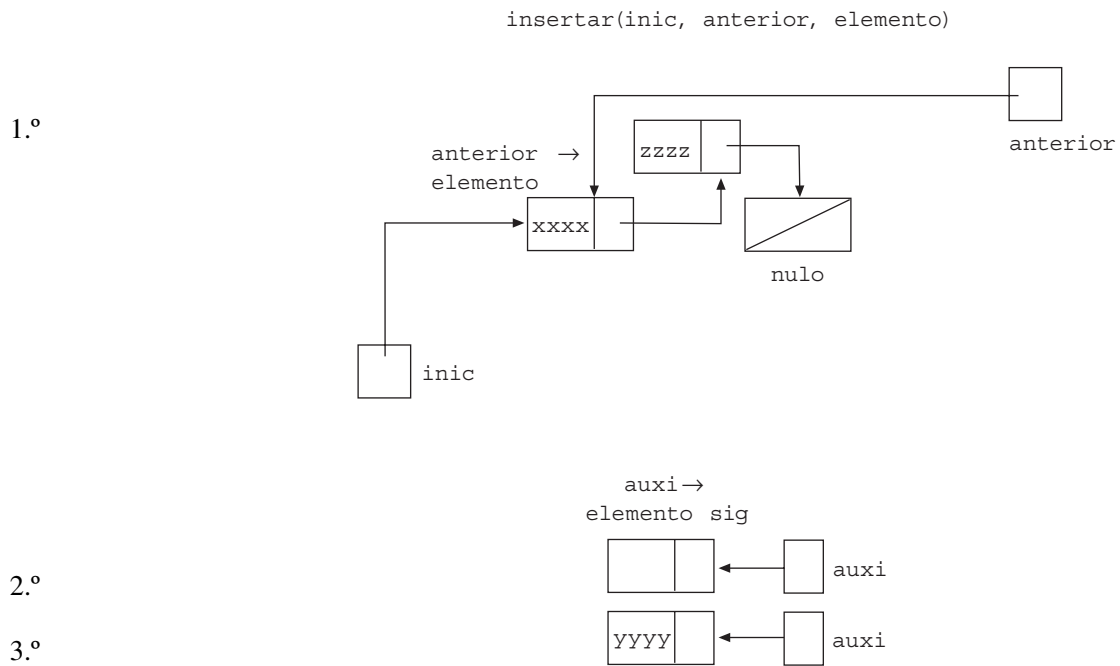 insertar(inic, anterior, elemento)
1.º
anterior
anterior →
elemento
zzzz
xxxx
nulo
inic
auxi→
elemento sig
2.º
auxi
3.º
yyyy
auxi